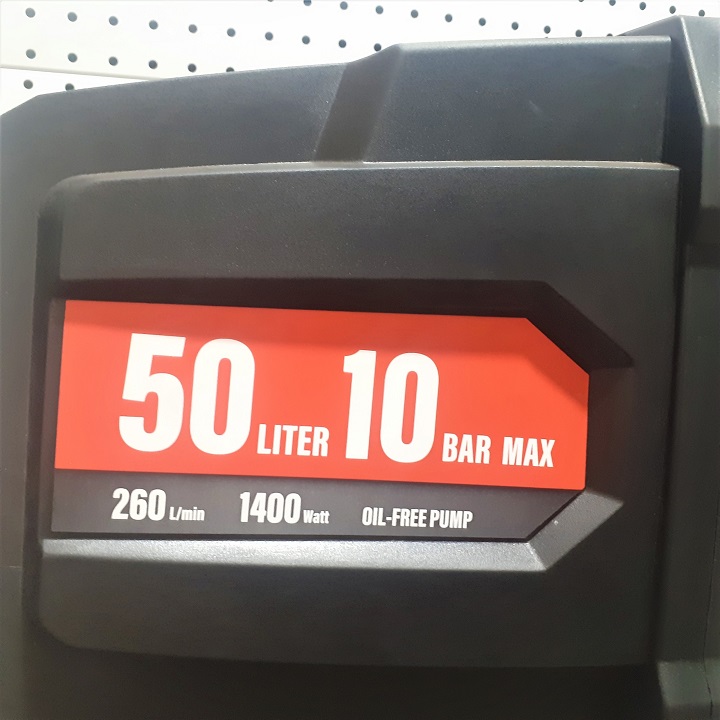 50 LITER 10 BAR MAX
260 L/min 1400 Watt OIL-FREE PUMP